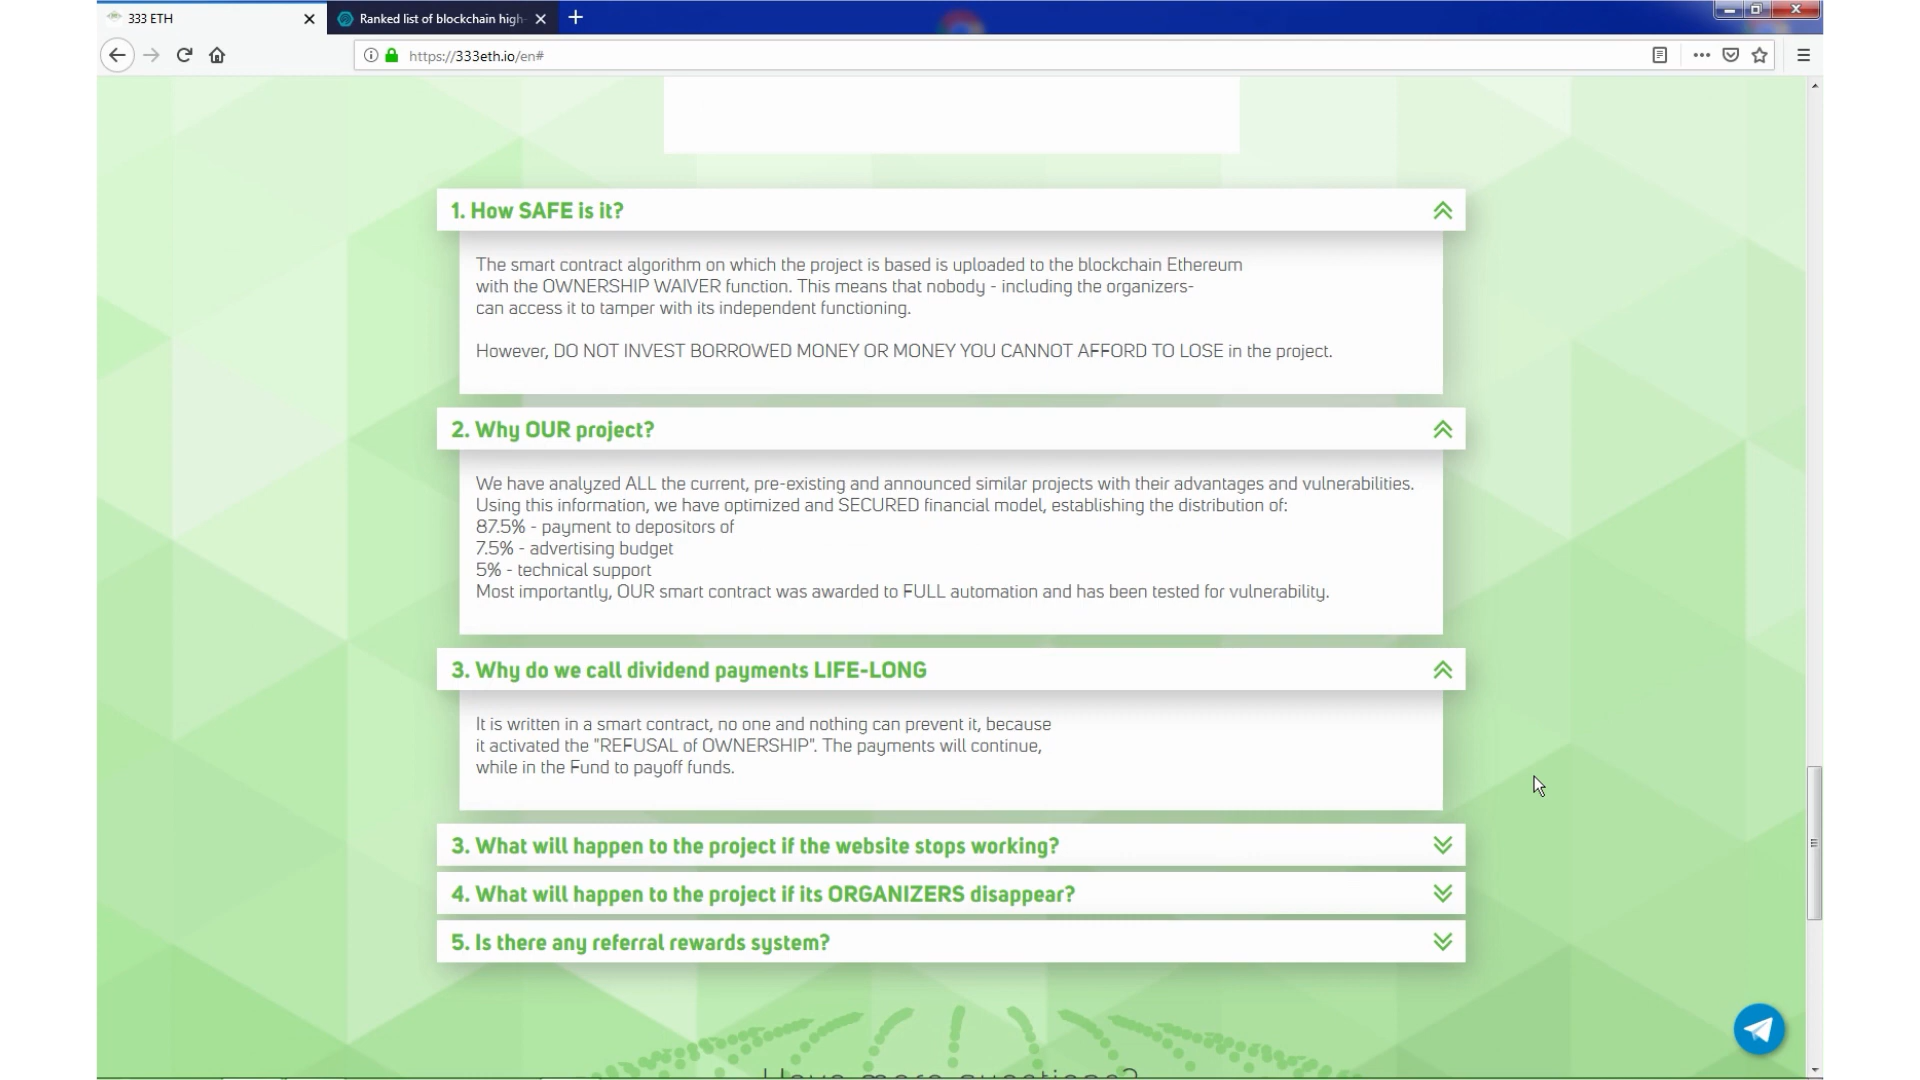 333 ETH
Ranked list of blockchain high-
https://333eth.io/en#
1. How SAFE is it?
The smart contract algorithm on which the project is based is uploaded to the blockchain Ethereum
with the OWNERSHIP WAIVER function. This means that nobody - including the organizers-
can access it to tamper with its independent functioning.
However, DO NOT INVEST BORROWED MONEY OR MONEY YOU CANNOT AFFORD TO LOSE in the project.
2. Why OUR project?
We have analyzed ALL the current, pre-existing and announced similar projects with their advantages and vulnerabilities.
Using this information, we have optimized and SECURED financial model, establishing the distribution of:
87.5% - payment to depositors of
7.5% - advertising budget
5% - technical support
Most importantly, OUR smart contract was awarded to FULL automation and has been tested for vulnerability.
3. Why do we call dividend payments LIFE-LONG
It is written in a smart contract, no one and nothing can prevent it, because
it activated the "REFUSAL of OWNERSHIP". The payments will continue,
while in the Fund to payoff funds.
3. What will happen to the project if the website stops working?
4. What will happen to the project if its ORGANIZERS disappear?
5. Is there any referral rewards system?
Have more questions?